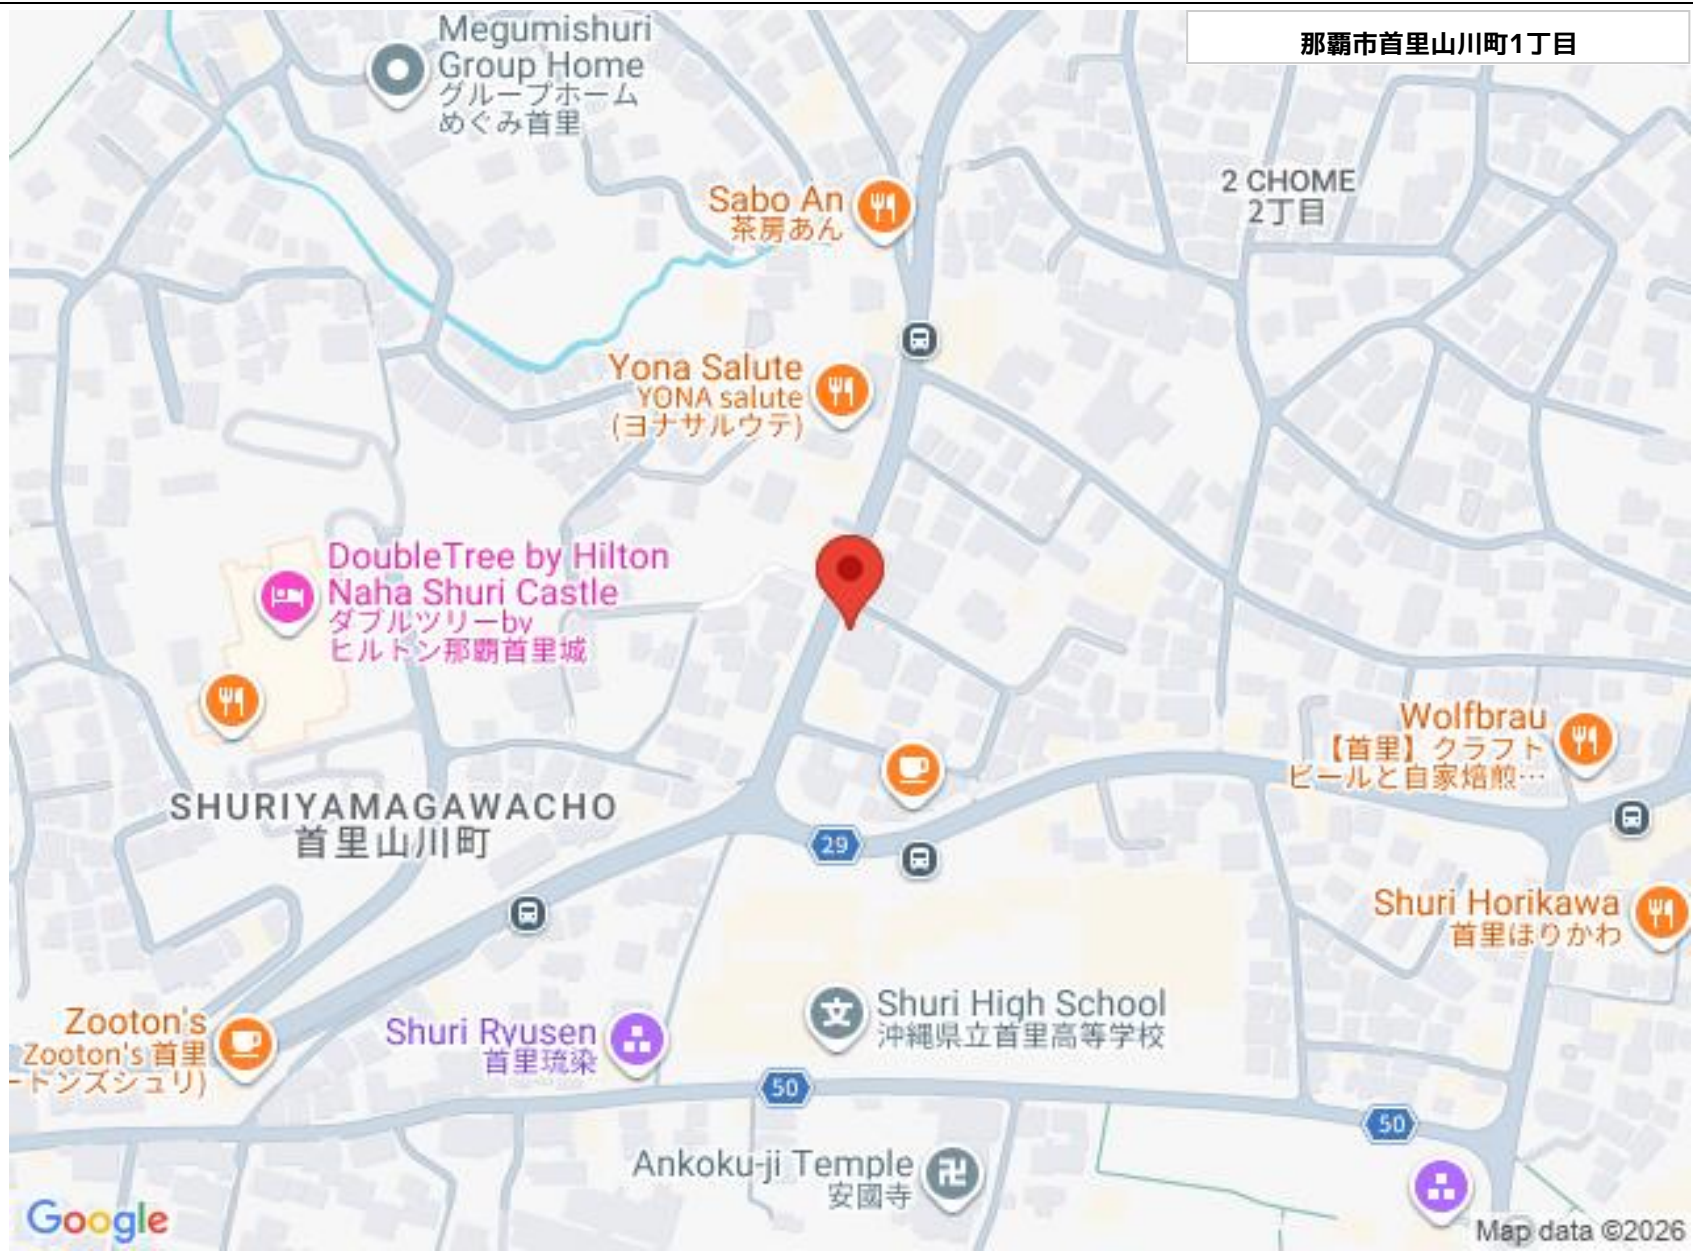 那覇市首里山川町1丁目
Megumishuri
Group Home
グループホーム
めぐみ首里
Sabo An
茶房あん
2 CHOME
2丁目
Yona Salute
YONA salute
(ヨナサルウテ)
DoubleTree by Hilton
Naha Shuri Castle
ダブルツリーby
ヒルトン那覇首里城
Wolfbrau
【首里】クラフト
ビールと自家焙煎…
SHURIYAMAGAWACHO
首里山川町
29
Shuri Horikawa
首里ほりかわ
Shuri High School
沖縄県立首里高等学校
Zooton's
Zooton's 首里
ートンズシュリ)
Shuri Ryusen
首里琉染
文
50
50
Ankoku-ji Temple
安國寺
卍
Google
Map data ©2026